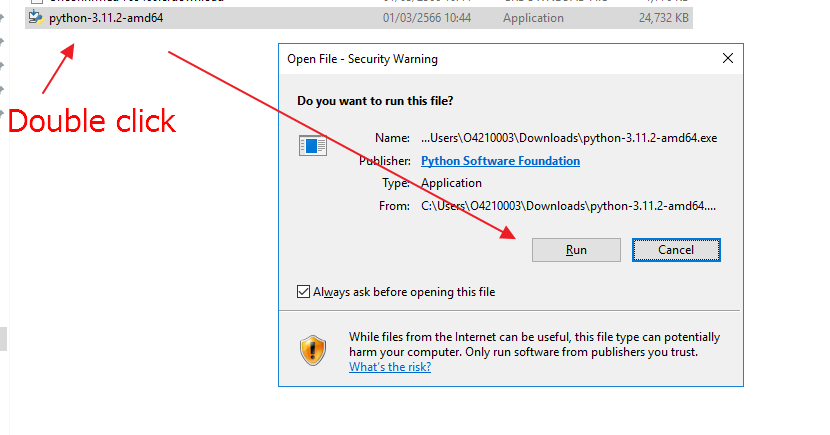 python-3.11.2-amd64 01/03/2566 10:44 Application 24,732 KB
Double click
Open File - Security Warning
Do you want to run this file?
Name: ...Users\O4210003\Downloads\python-3.11.2-amd64.exe
Publisher: Python Software Foundation
Type: Application
From: C:\Users\O4210003\Downloads\python-3.11.2-amd64....
Run Cancel
Always ask before opening this file
While files from the Internet can be useful, this file type can potentially
harm your computer. Only run software from publishers you trust.
What's the risk?